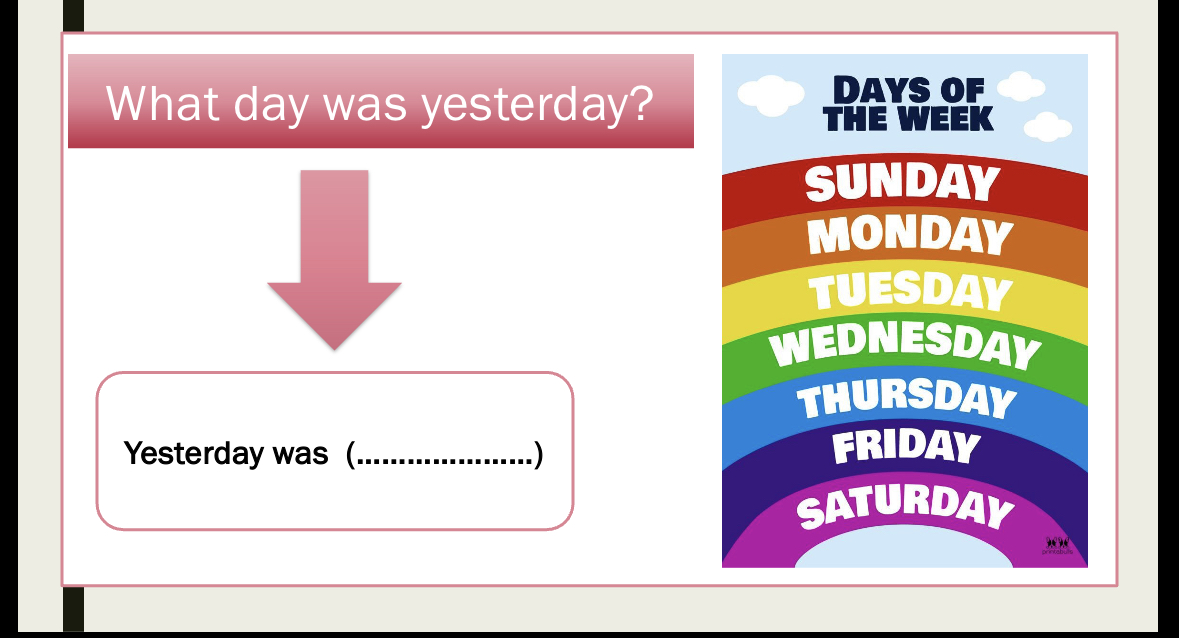 What day was yesterday?
Yesterday was (.....................)
DAYS OF
THE WEEK
SUNDAY
MONDAY
TUESDAY
WEDNESDAY
THURSDAY
FRIDAY
SATURDAY